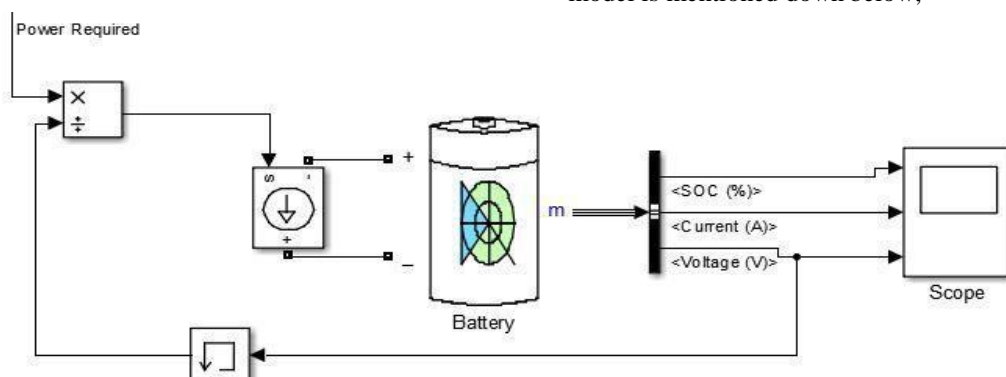 model is mentioned down below;
Power Required
×
÷
s
-
+
+
−
m
<SOC (%)>
<Current (A)>
<Voltage (V)>
Battery
Scope